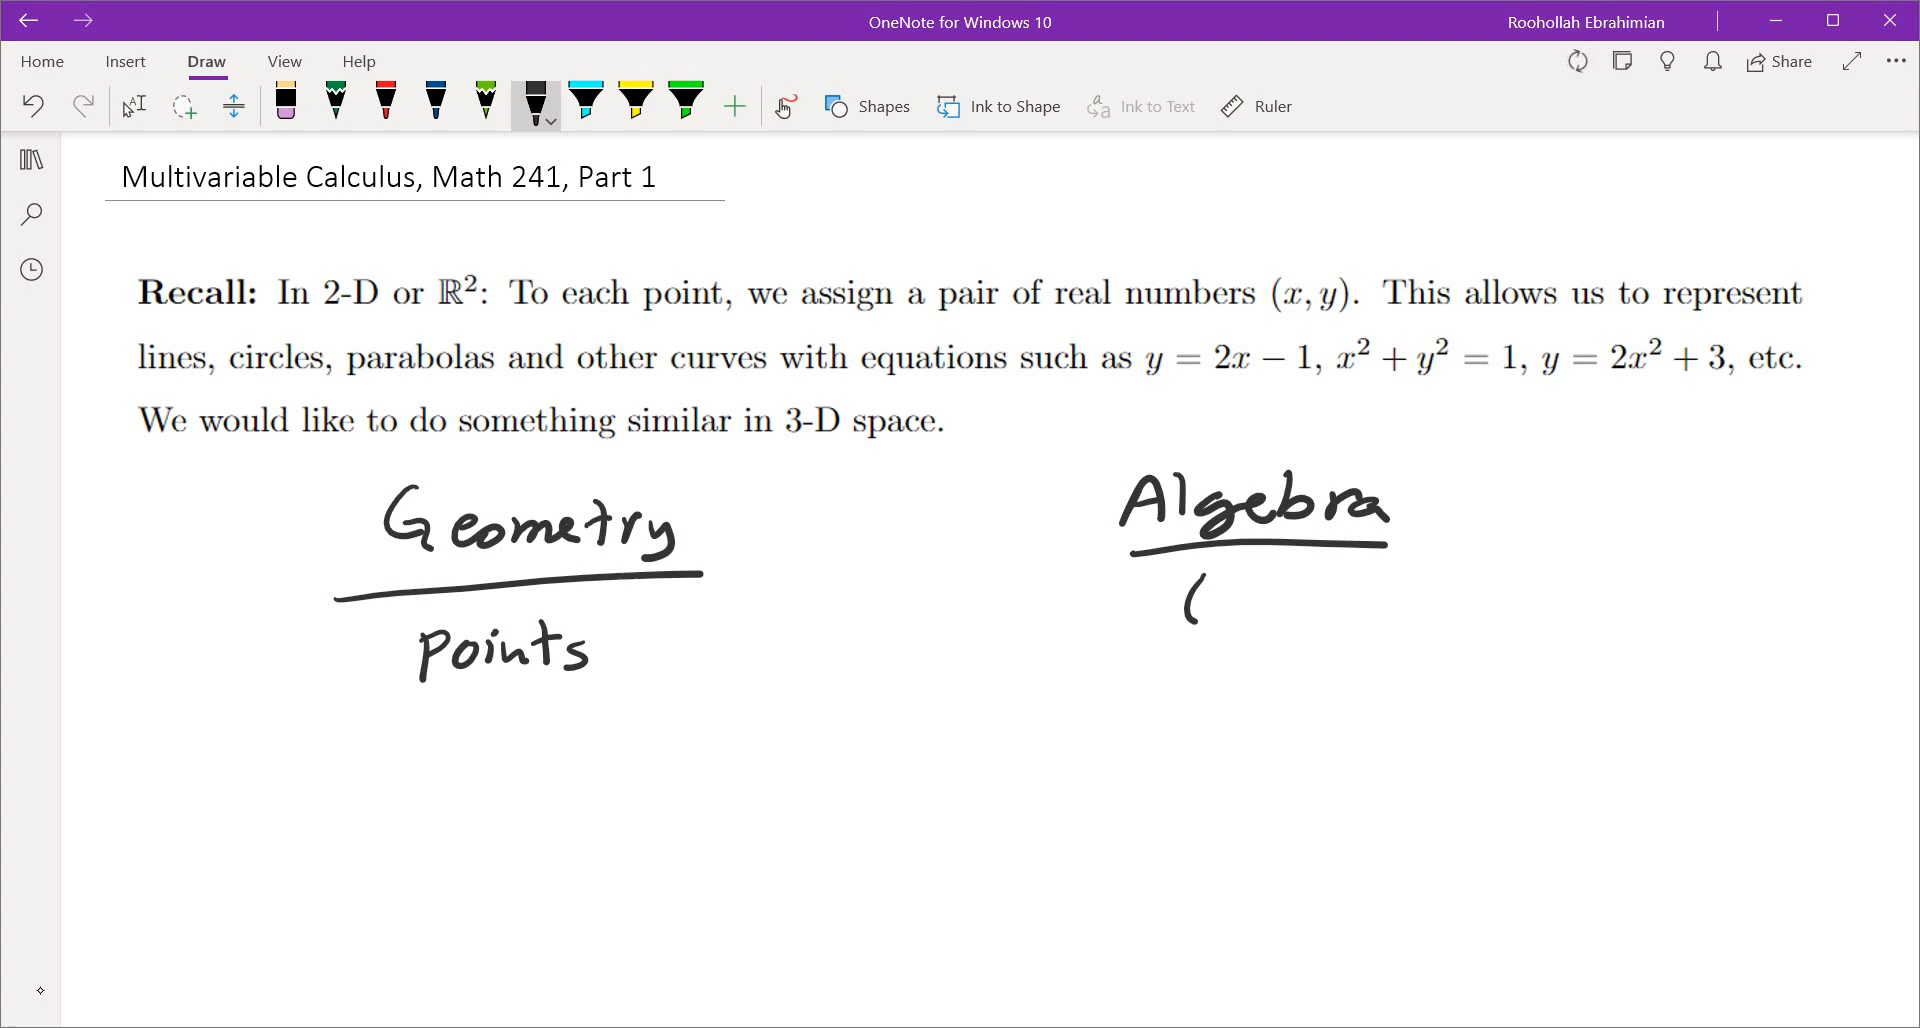 OneNote for Windows 10
Roohollah Ebrahimian
Home Insert Draw View Help
Share
Shapes Ink to Shape Ink to Text Ruler
Multivariable Calculus, Math 241, Part 1
Recall: In 2-D or ℝ²: To each point, we assign a pair of real numbers (x, y). This allows us to represent
lines, circles, parabolas and other curves with equations such as y = 2x − 1, x² + y² = 1, y = 2x² + 3, etc.
We would like to do something similar in 3-D space.
Geometry Algebra
points (